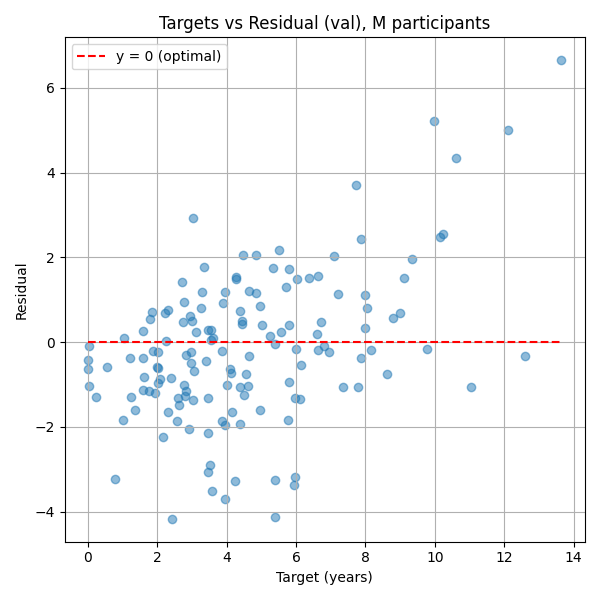 Targets vs Residual (val), M participants
y = 0 (optimal)
Residual
6
4
2
0
−2
−4
0 2 4 6 8 10 12 14
Target (years)